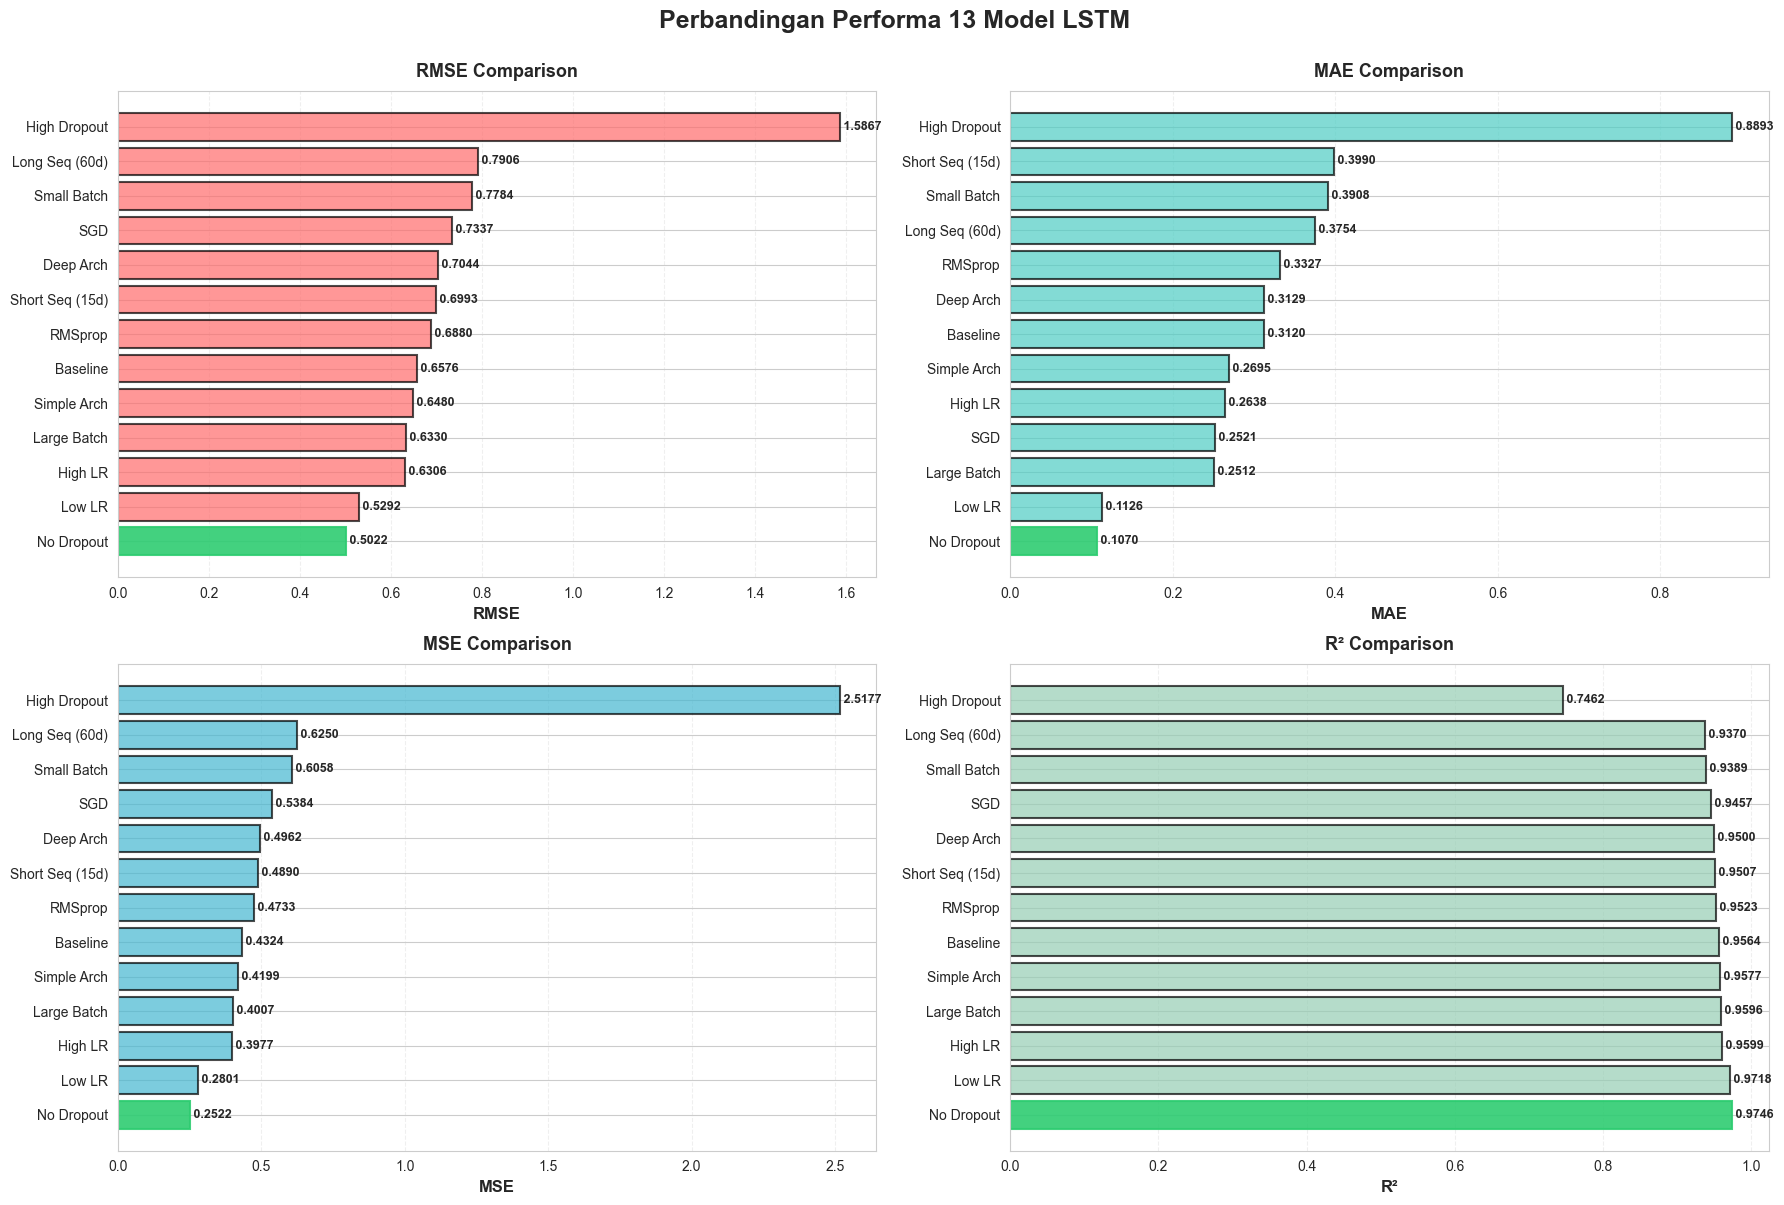 Perbandingan Performa 13 Model LSTM
RMSE Comparison
High Dropout 1.5867
Long Seq (60d) 0.7906
Small Batch 0.7784
SGD 0.7337
Deep Arch 0.7044
Short Seq (15d) 0.6993
RMSprop 0.6880
Baseline 0.6576
Simple Arch 0.6480
Large Batch 0.6330
High LR 0.6306
Low LR 0.5292
No Dropout 0.5022
0.0 0.2 0.4 0.6 0.8 1.0 1.2 1.4 1.6
RMSE
MAE Comparison
High Dropout 0.8893
Short Seq (15d) 0.3990
Small Batch 0.3908
Long Seq (60d) 0.3754
RMSprop 0.3327
Deep Arch 0.3129
Baseline 0.3120
Simple Arch 0.2695
High LR 0.2638
SGD 0.2521
Large Batch 0.2512
Low LR 0.1126
No Dropout 0.1070
0.0 0.2 0.4 0.6 0.8
MAE
MSE Comparison
High Dropout 2.5177
Long Seq (60d) 0.6250
Small Batch 0.6058
SGD 0.5384
Deep Arch 0.4962
Short Seq (15d) 0.4890
RMSprop 0.4733
Baseline 0.4324
Simple Arch 0.4199
Large Batch 0.4007
High LR 0.3977
Low LR 0.2801
No Dropout 0.2522
0.0 0.5 1.0 1.5 2.0 2.5
MSE
R² Comparison
High Dropout 0.7462
Long Seq (60d) 0.9370
Small Batch 0.9389
SGD 0.9457
Deep Arch 0.9500
Short Seq (15d) 0.9507
RMSprop 0.9523
Baseline 0.9564
Simple Arch 0.9577
Large Batch 0.9596
High LR 0.9599
Low LR 0.9718
No Dropout 0.9746
0.0 0.2 0.4 0.6 0.8 1.0
R²